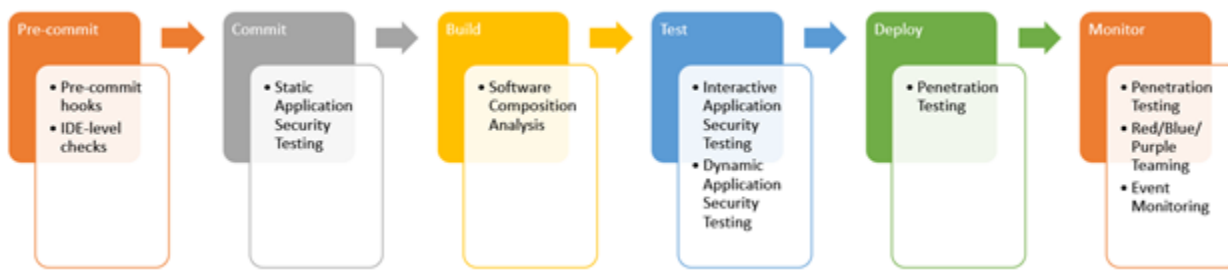 Pre-commit
• Pre-commit
hooks
• IDE-level
checks
Commit
• Static
Application
Security
Testing
Build
• Software
Composition
Analysis
Test
• Interactive
Application
Security
Testing
• Dynamic
Application
Security
Testing
Deploy
• Penetration
Testing
Monitor
• Penetration
Testing
• Red/Blue/
Purple
Teaming
• Event
Monitoring